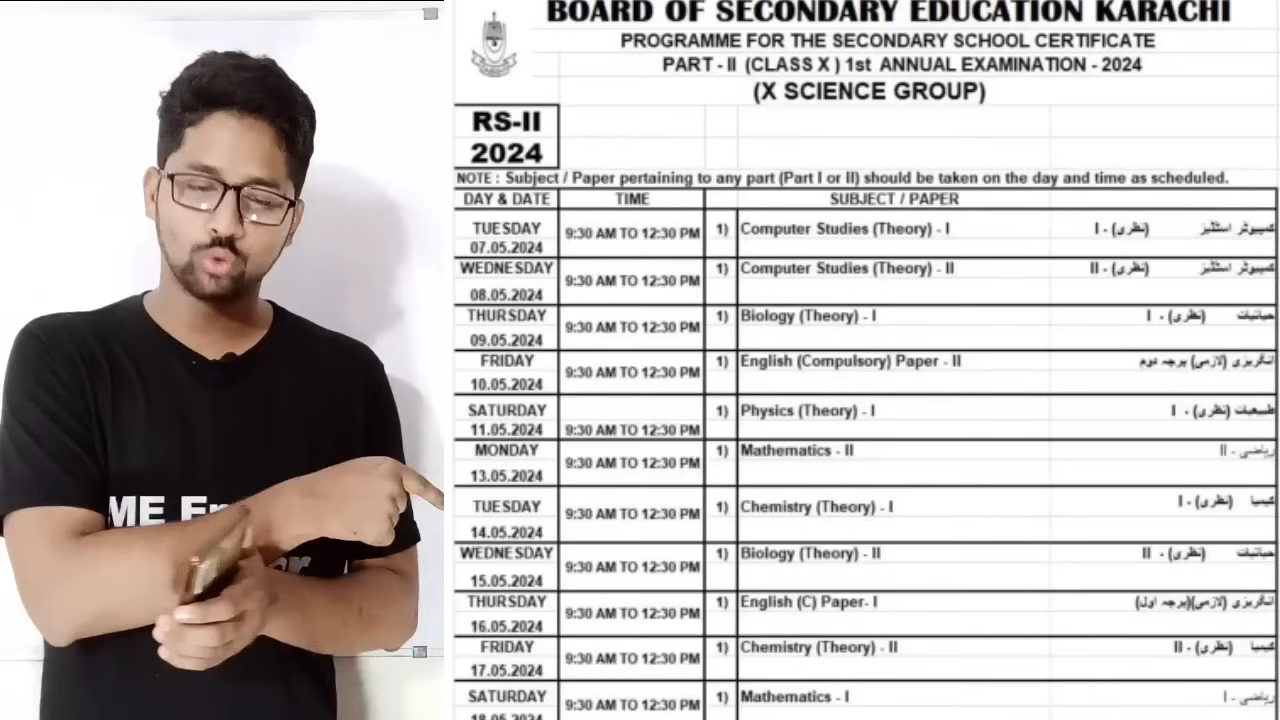 BOARD OF SECONDARY EDUCATION KARACHI
PROGRAMME FOR THE SECONDARY SCHOOL CERTIFICATE
PART - II (CLASS X ) 1st ANNUAL EXAMINATION - 2024
(X SCIENCE GROUP)
RS-II
2024
NOTE : Subject / Paper pertaining to any part (Part I or II) should be taken on the day and time as scheduled.
DAY & DATE TIME SUBJECT / PAPER
TUESDAY 07.05.2024 9:30 AM TO 12:30 PM 1) Computer Studies (Theory) - I کمپیوٹر اسٹڈیز (نظری) - I
WEDNESDAY 08.05.2024 9:30 AM TO 12:30 PM 1) Computer Studies (Theory) - II کمپیوٹر اسٹڈیز (نظری) - II
THURSDAY 09.05.2024 9:30 AM TO 12:30 PM 1) Biology (Theory) - I حیاتیات (نظری) - I
FRIDAY 10.05.2024 9:30 AM TO 12:30 PM 1) English (Compulsory) Paper - II انگریزی (لازمی) پرچہ دوم
SATURDAY 11.05.2024 9:30 AM TO 12:30 PM 1) Physics (Theory) - I طبیعیات (نظری) - I
MONDAY 13.05.2024 9:30 AM TO 12:30 PM 1) Mathematics - II ریاضی - II
TUESDAY 14.05.2024 9:30 AM TO 12:30 PM 1) Chemistry (Theory) - I کیمیا (نظری) - I
WEDNESDAY 15.05.2024 9:30 AM TO 12:30 PM 1) Biology (Theory) - II حیاتیات (نظری) - II
THURSDAY 16.05.2024 9:30 AM TO 12:30 PM 1) English (C) Paper- I انگریزی (لازمی)(پرچہ اول)
FRIDAY 17.05.2024 9:30 AM TO 12:30 PM 1) Chemistry (Theory) - II کیمیا (نظری) - II
SATURDAY 18.05.2024 9:30 AM TO 12:30 PM 1) Mathematics - I ریاضی - I
ME